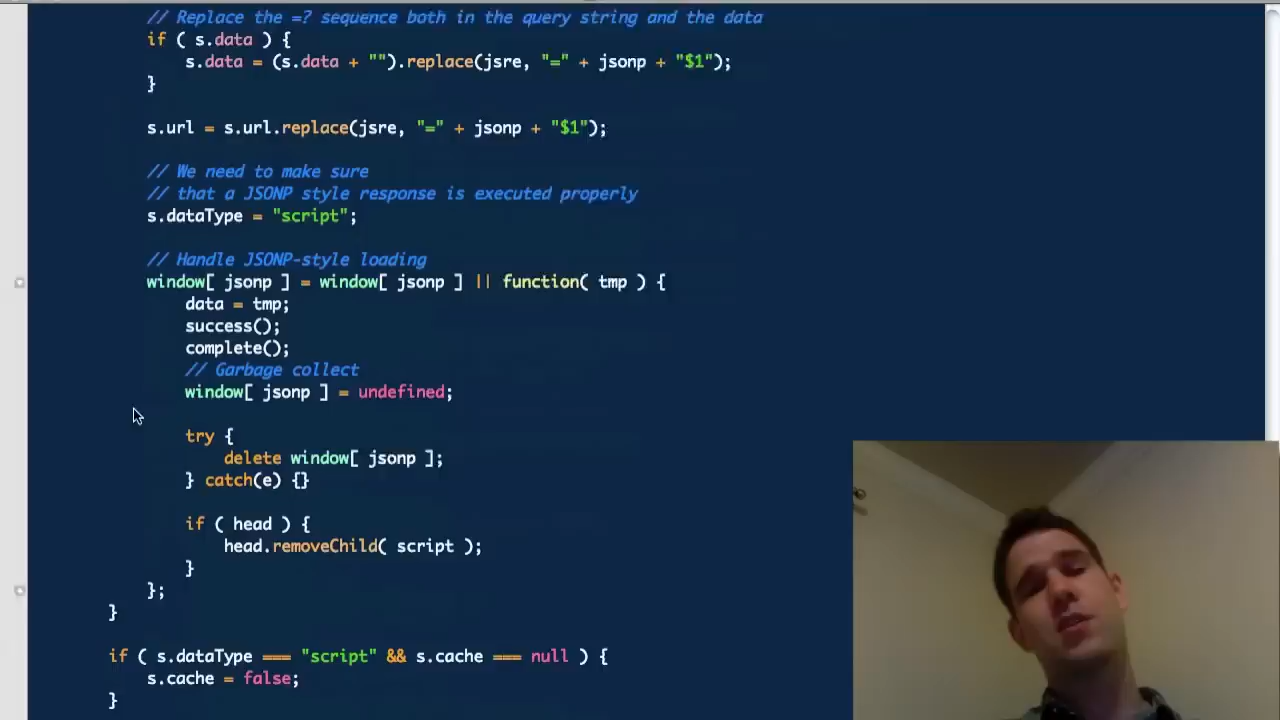 // Replace the =? sequence both in the query string and the data
if ( s.data ) {
s.data = (s.data + "").replace(jsre, "=" + jsonp + "$1");
}
s.url = s.url.replace(jsre, "=" + jsonp + "$1");
// We need to make sure
// that a JSONP style response is executed properly
s.dataType = "script";
// Handle JSONP-style loading
window[ jsonp ] = window[ jsonp ] || function( tmp ) {
data = tmp;
success();
complete();
// Garbage collect
window[ jsonp ] = undefined;
try {
delete window[ jsonp ];
} catch(e) {}
if ( head ) {
head.removeChild( script );
}
};
}
if ( s.dataType === "script" && s.cache === null ) {
s.cache = false;
}